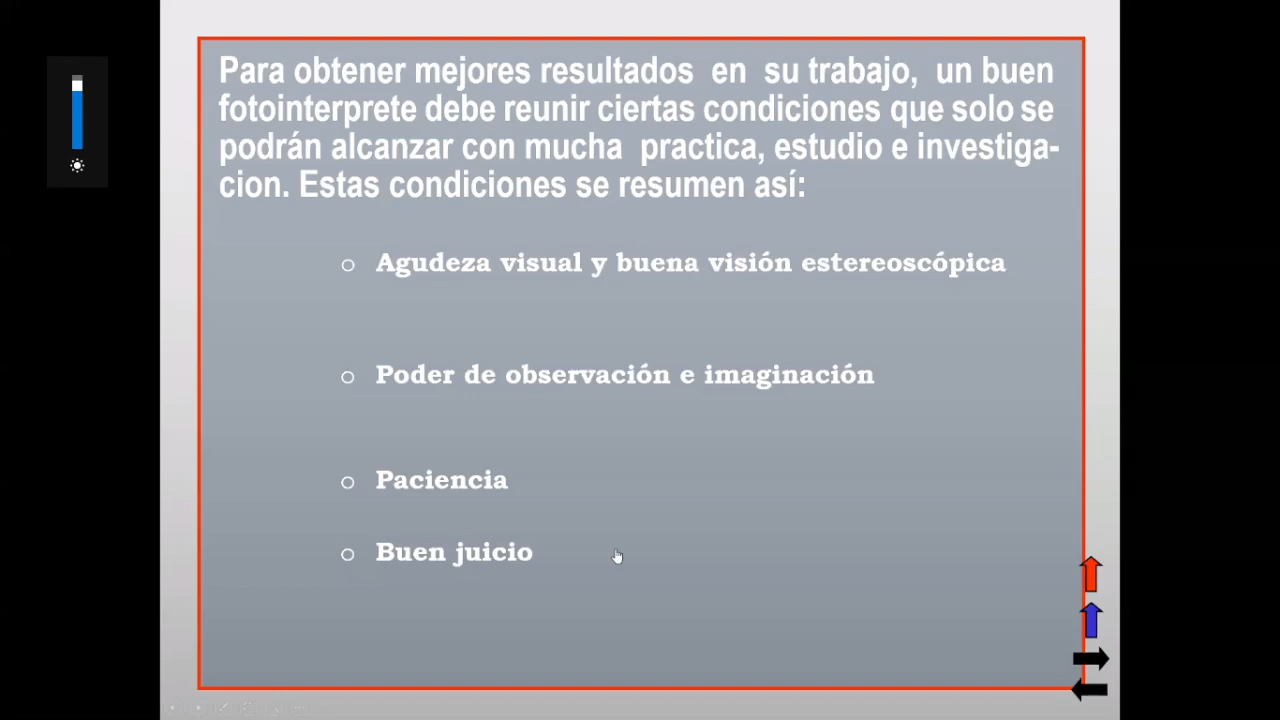 Para obtener mejores resultados en su trabajo, un buen
fotointerprete debe reunir ciertas condiciones que solo se
podrán alcanzar con mucha practica, estudio e investiga-
cion. Estas condiciones se resumen así:
o Agudeza visual y buena visión estereoscópica
o Poder de observación e imaginación
o Paciencia
o Buen juicio